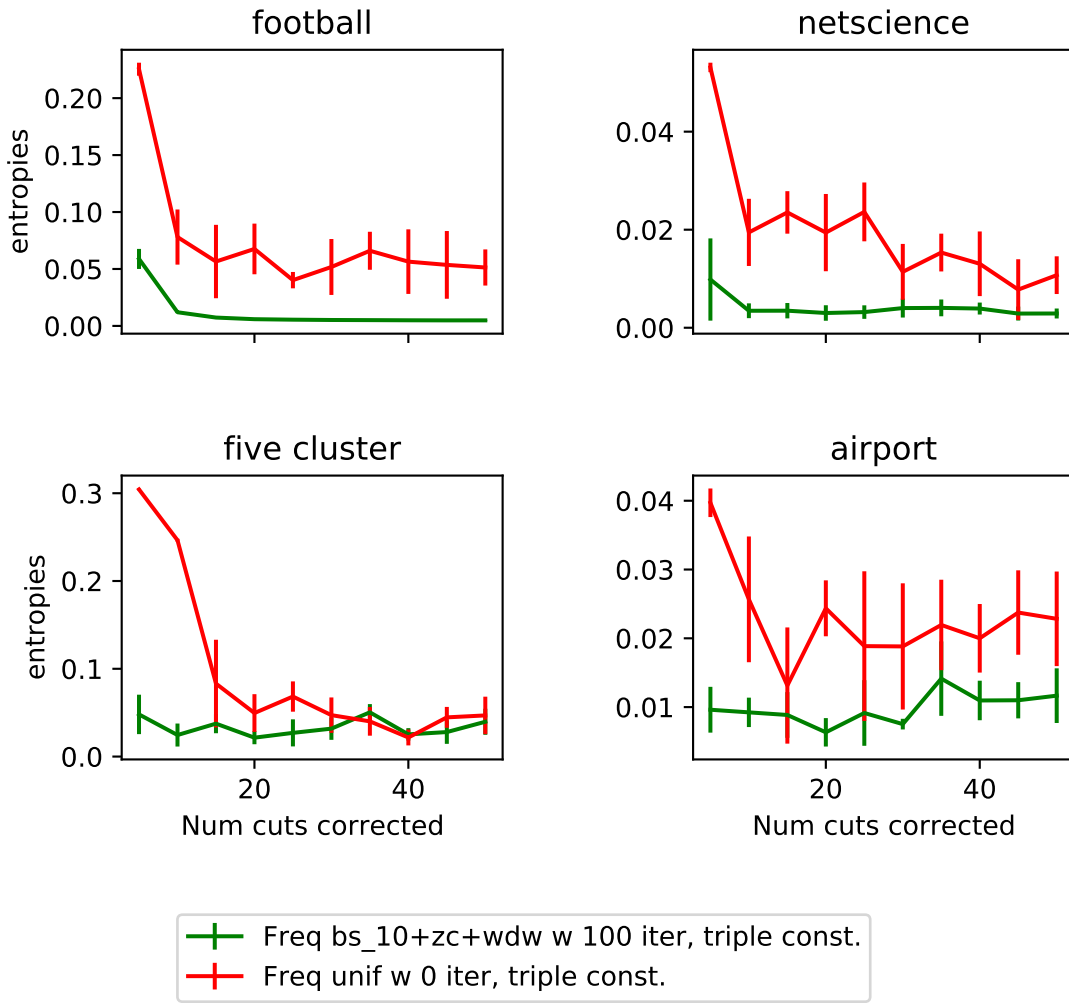 football
netscience
entropies
0.20
0.15
0.10
0.05
0.00
0.04
0.02
0.00
five cluster
airport
entropies
0.3
0.2
0.1
0.0
20
40
Num cuts corrected
0.04
0.03
0.02
0.01
20
40
Num cuts corrected
Freq bs_10+zc+wdw w 100 iter, triple const.
Freq unif w 0 iter, triple const.